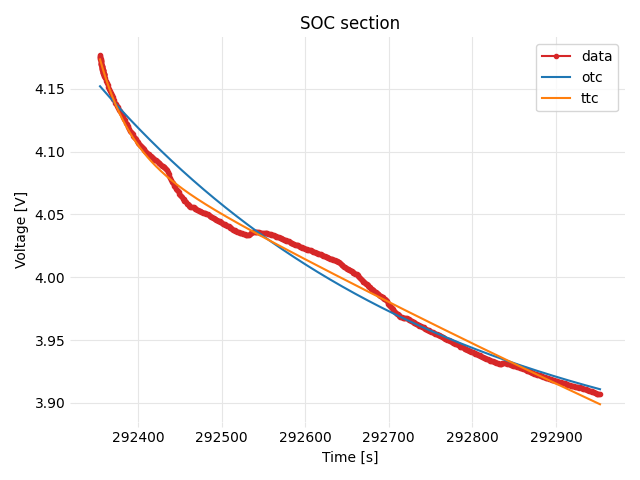 SOC section
data
otc
ttc
Voltage [V]
4.15
4.10
4.05
4.00
3.95
3.90
292400
292500
292600
292700
292800
292900
Time [s]